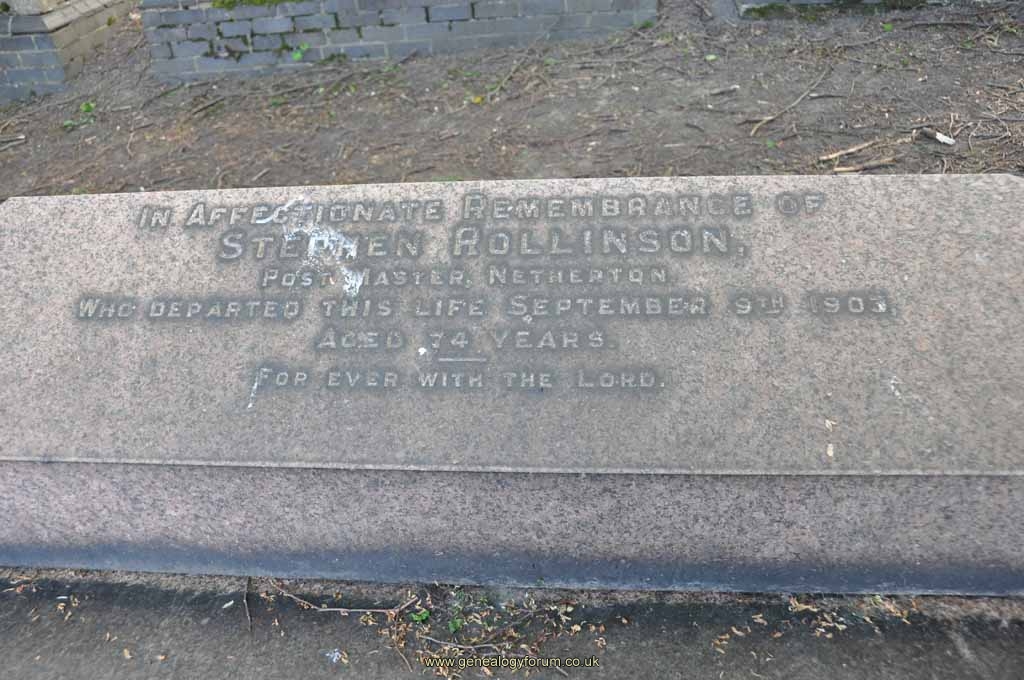 In Affectionate Remembrance of
Stephen Rollinson,
Post Master, Netherton,
Who departed this life September 9th 1903,
Aged 74 years.
For ever with the Lord.
www.genealogyforum.co.uk